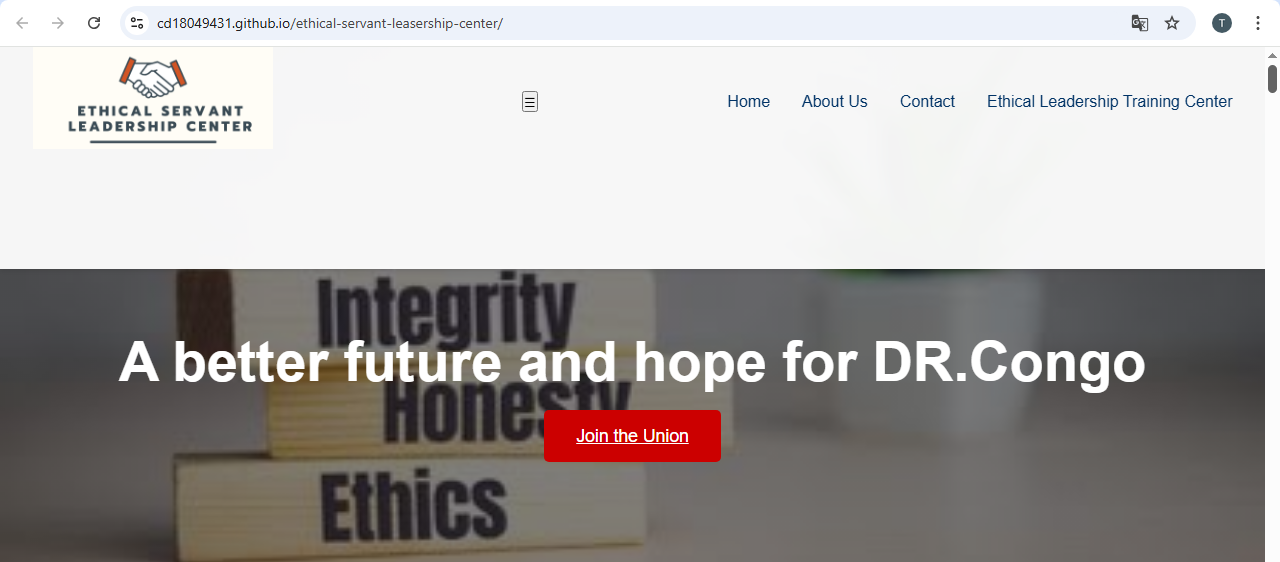 cd18049431.github.io/ethical-servant-leasership-center/
T
ETHICAL SERVANT
LEADERSHIP CENTER
☰
Home
About Us
Contact
Ethical Leadership Training Center
Integrity
A better future and hope for DR.Congo
Honesty
Join the Union
Ethics